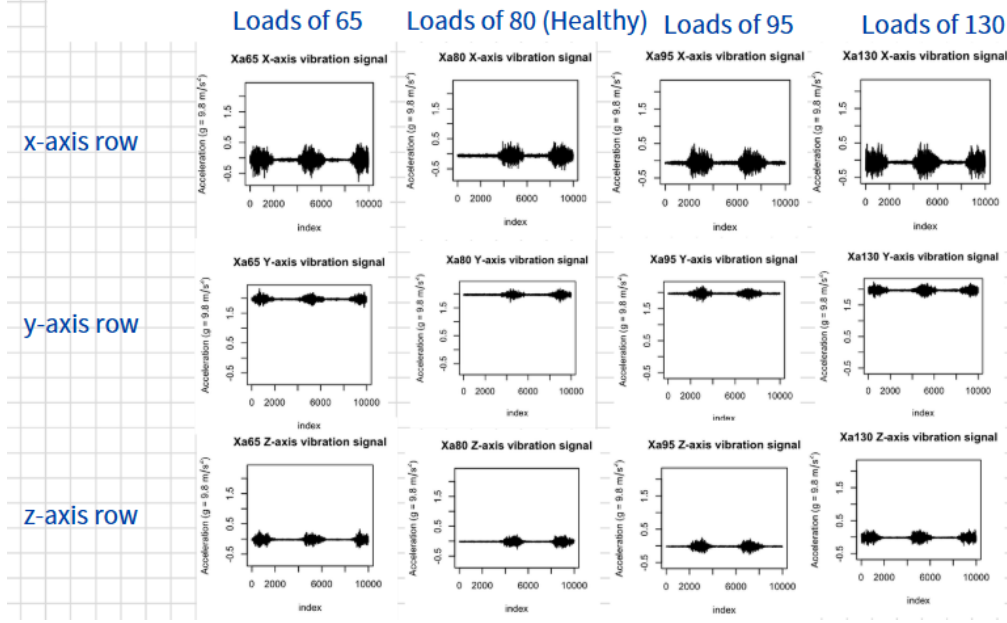 Loads of 65 Loads of 80 (Healthy) Loads of 95 Loads of 130
x-axis row
Xa65 X-axis vibration signal
Acceleration (g = 9.8 m/s²)
-0.5 0.5 1.5
0 2000 6000 10000
index
Xa80 X-axis vibration signal
Acceleration (g = 9.8 m/s²)
-0.5 0.5 1.5
0 2000 6000 10000
index
Xa95 X-axis vibration signal
Acceleration (g = 9.8 m/s²)
-0.5 0.5 1.5
0 2000 6000 10000
index
Xa130 X-axis vibration signal
Acceleration (g = 9.8 m/s²)
-0.5 0.5 1.5
0 2000 6000 10000
index
y-axis row
Xa65 Y-axis vibration signal
Acceleration (g = 9.8 m/s²)
-0.5 0.5 1.5
0 2000 6000 10000
index
Xa80 Y-axis vibration signal
Acceleration (g = 9.8 m/s²)
-0.5 0.5 1.5
0 2000 6000 10000
index
Xa95 Y-axis vibration signal
Acceleration (g = 9.8 m/s²)
-0.5 0.5 1.5
0 2000 6000 10000
index
Xa130 Y-axis vibration signal
Acceleration (g = 9.8 m/s²)
-0.5 0.5 1.5
0 2000 6000 10000
index
z-axis row
Xa65 Z-axis vibration signal
Acceleration (g = 9.8 m/s²)
-0.5 0.5 1.5
0 2000 6000 10000
index
Xa80 Z-axis vibration signal
Acceleration (g = 9.8 m/s²)
-0.5 0.5 1.5
0 2000 6000 10000
index
Xa95 Z-axis vibration signal
Acceleration (g = 9.8 m/s²)
-0.5 0.5 1.5
0 2000 6000 10000
index
Xa130 Z-axis vibration signal
Acceleration (g = 9.8 m/s²)
-0.5 0.5 1.5
0 2000 6000 10000
index